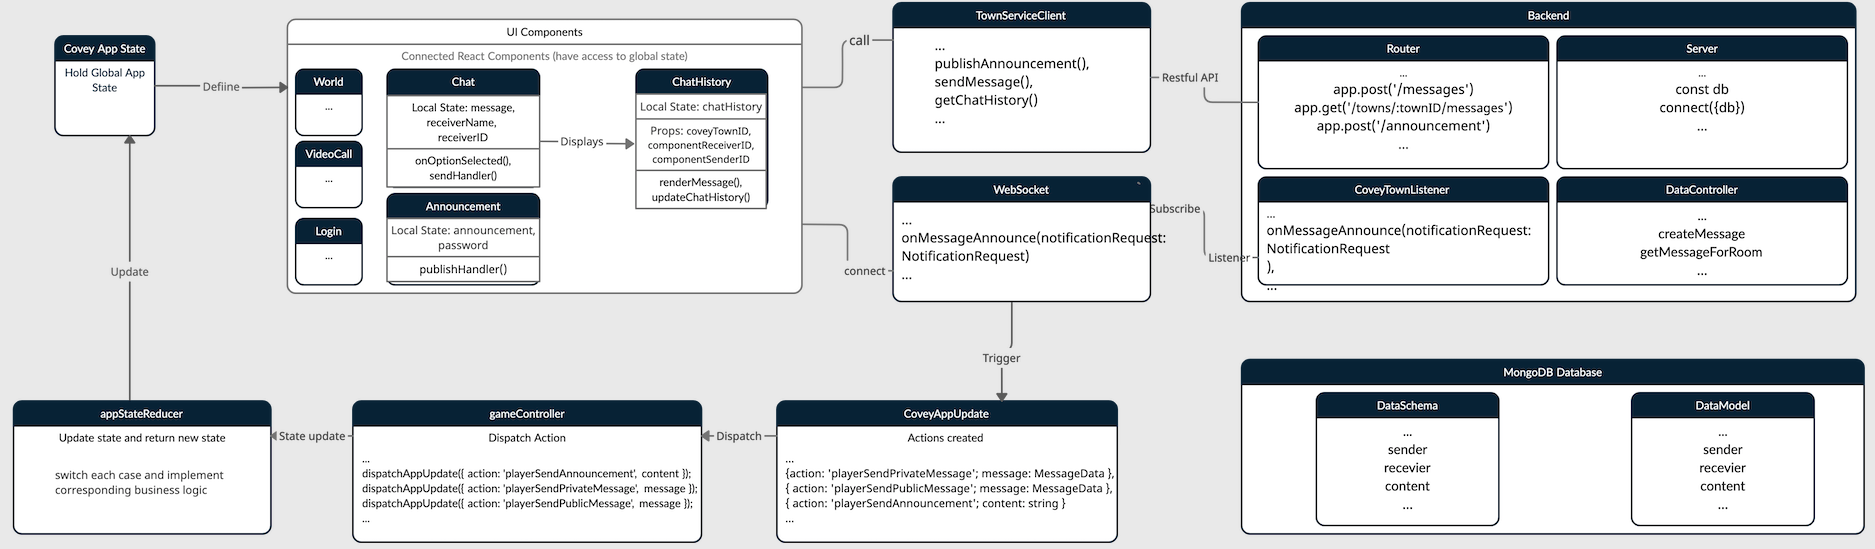 Covey App State
Hold Global App
State
Defiine
UI Components
Connected React Components (have access to global state)
World
...
VideoCall
...
Login
...
Chat
Local State: message,
receiverName,
receiverID
onOptionSelected(),
sendHandler()
Displays
ChatHistory
Local State: chatHistory
Props: coveyTownID,
componentReceiverID,
componentSenderID
renderMessage(),
updateChatHistory()
Announcement
Local State: announcement,
password
publishHandler()
call
connect
TownServiceClient
...
publishAnnouncement(),
sendMessage(),
getChatHistory()
...
Restful API
WebSocket
...
onMessageAnnounce(notificationRequest:
NotificationRequest)
...
Subscribe
Listener
Backend
Router
...
app.post('/messages')
app.get('/towns/:townID/messages')
app.post('/announcement')
...
Server
...
const db
connect({db})
...
CoveyTownListener
...
onMessageAnnounce(notificationRequest:
NotificationRequest
),
...
DataController
...
createMessage
getMessageForRoom
...
Update
Trigger
appStateReducer
Update state and return new state
switch each case and implement
corresponding business logic
State update
gameController
Dispatch Action
...
dispatchAppUpdate({ action: 'playerSendAnnouncement', content });
dispatchAppUpdate({ action: 'playerSendPrivateMessage', message });
dispatchAppUpdate({ action: 'playerSendPublicMessage', message });
...
Dispatch
CoveyAppUpdate
Actions created
...
{action: 'playerSendPrivateMessage'; message: MessageData },
{ action: 'playerSendPublicMessage'; message: MessageData },
{ action: 'playerSendAnnouncement'; content: string }
...
MongoDB Database
DataSchema
...
sender
recevier
content
...
DataModel
...
sender
recevier
content
...